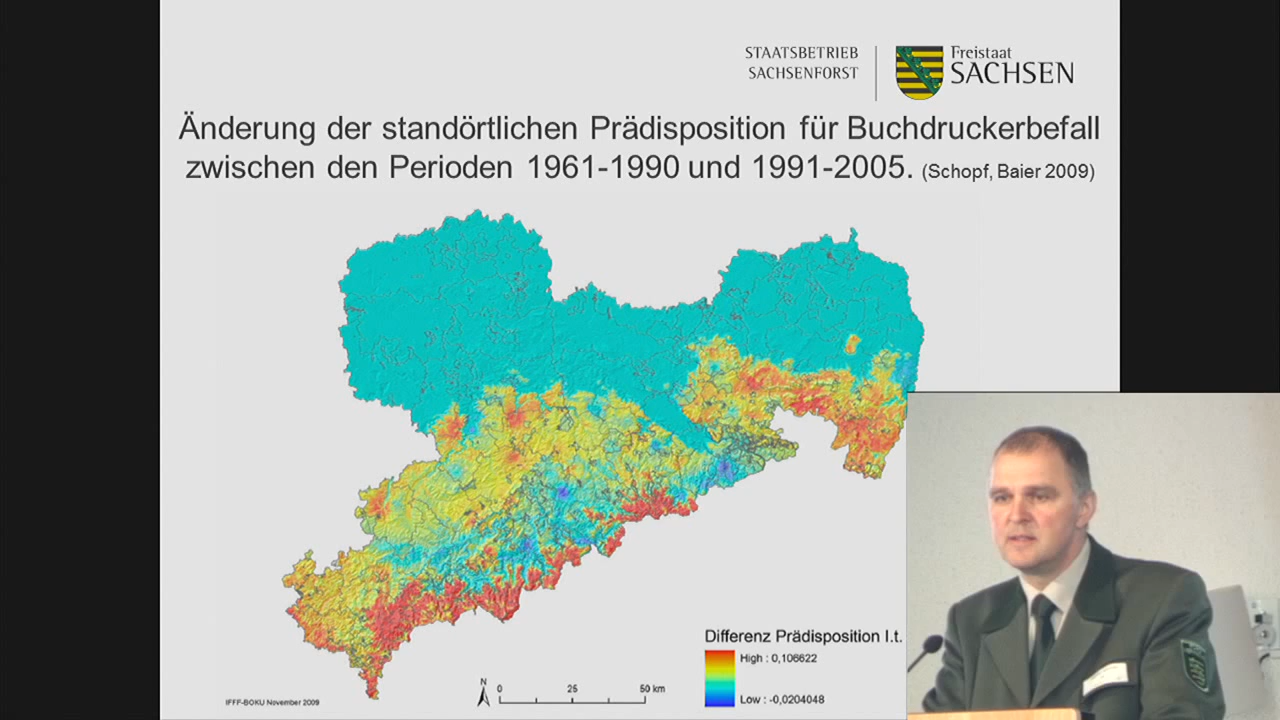 STAATSBETRIEB
SACHSENFORST
Freistaat
SACHSEN
Änderung der standörtlichen Prädisposition für Buchdruckerbefall
zwischen den Perioden 1961-1990 und 1991-2005. (Schopf, Baier 2009)
Differenz Prädisposition I.t.
High : 0,106622
Low : -0,0204048
N
0 25 50 km
IFFF-BOKU November 2009